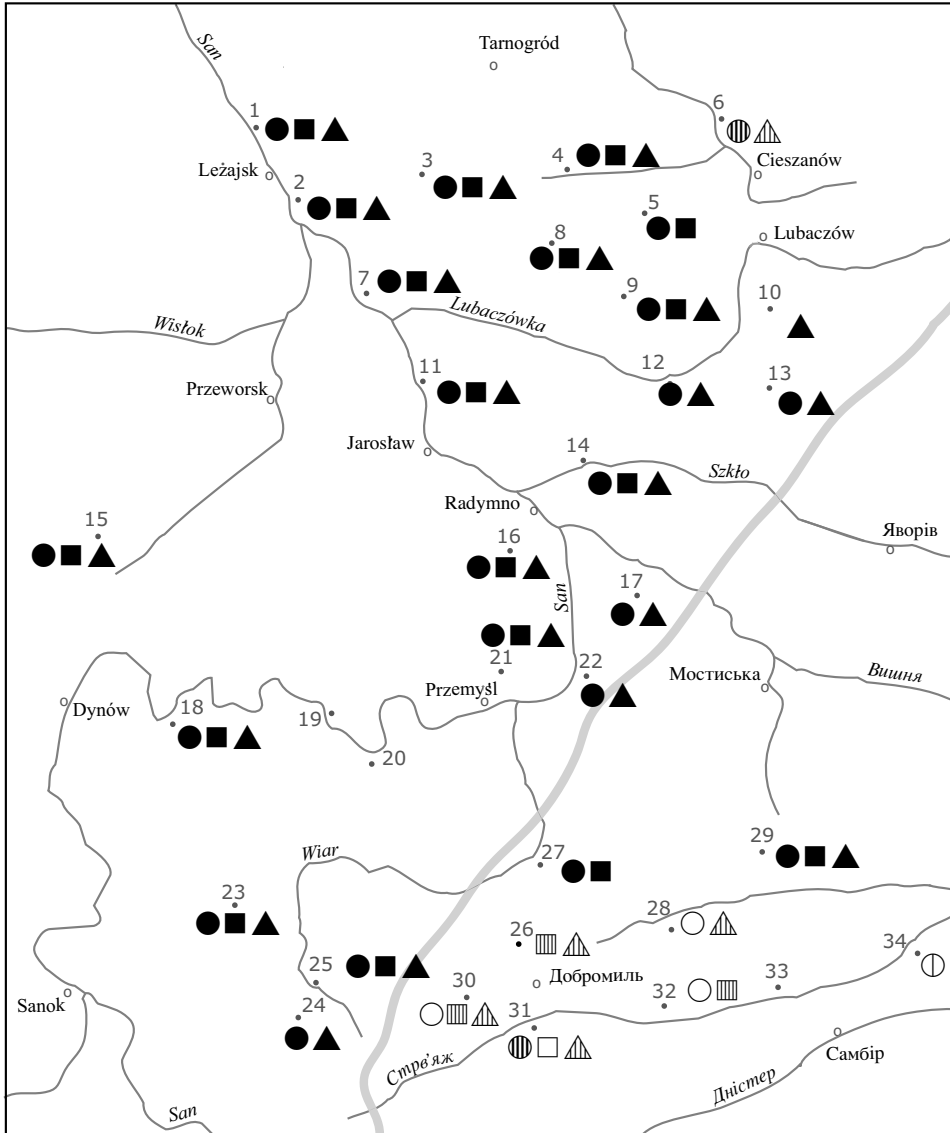 San
Tarnogród
1
6
3
4
Leżajsk
Cieszanów
2
5
8
Lubaczów
7
9
10
Lubaczówka
Wisłok
12
13
11
Przeworsk
Jarosław
14
Szkło
Radymno
15
Яворів
16
17
San
21
22
Przemyśl
Мостиська
Вишня
Dynów
18
19
20
Wiar
27
29
23
28
26
34
25
Добромиль
33
Sanok
30
32
24
31
Стрв’яж
Самбір
Дністер
San